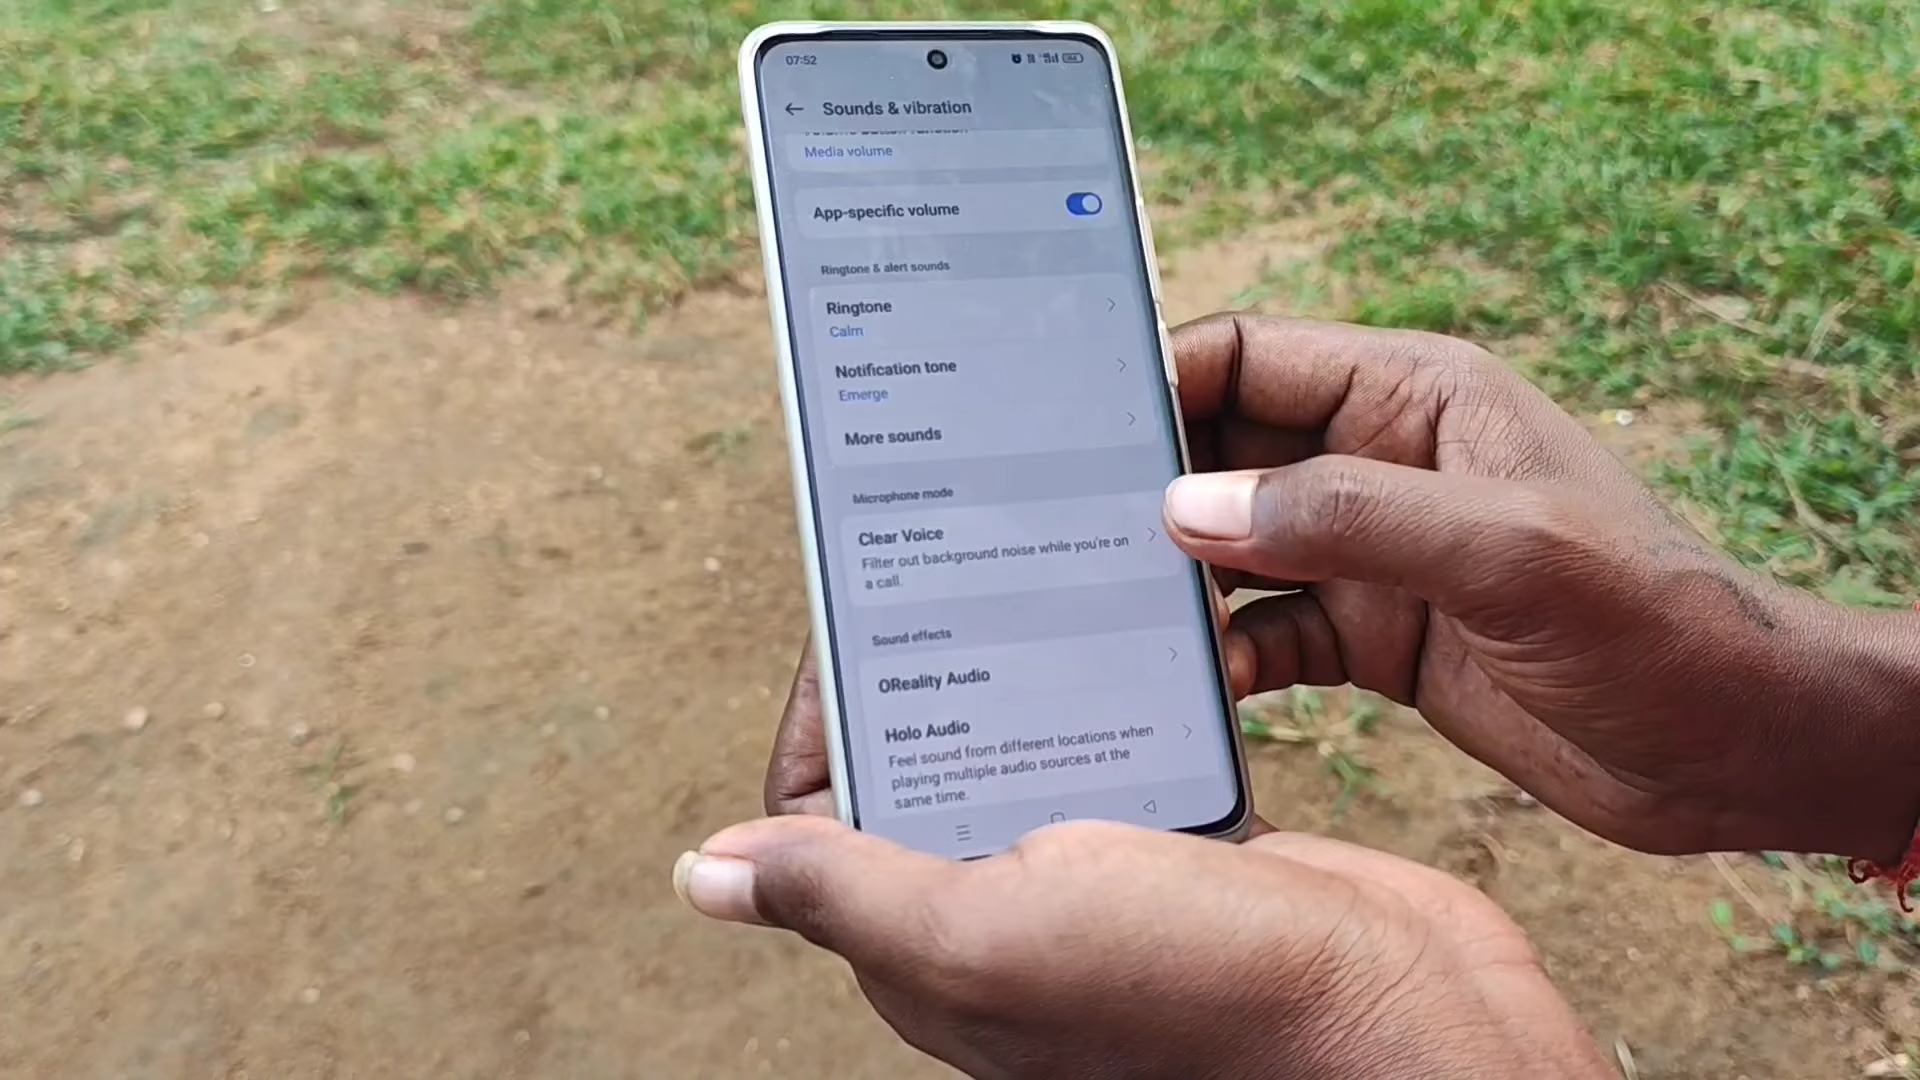 07:52
Sounds & vibration
Media volume
App-specific volume
Ringtone & alert sounds
Ringtone
Calm
Notification tone
Emerge
More sounds
Microphone mode
Clear Voice
Filter out background noise while you're on
a call.
Sound effects
OReality Audio
Holo Audio
Feel sound from different locations when
playing multiple audio sources at the
same time.